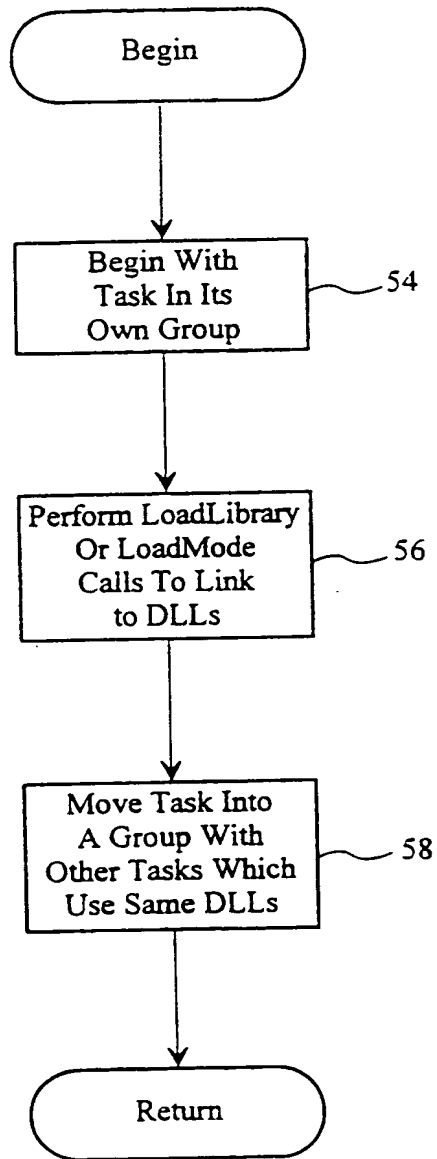 Begin
Begin With
Task In Its
Own Group
54
Perform LoadLibrary
Or LoadMode
Calls To Link
to DLLs
56
Move Task Into
A Group With
Other Tasks Which
Use Same DLLs
58
Return